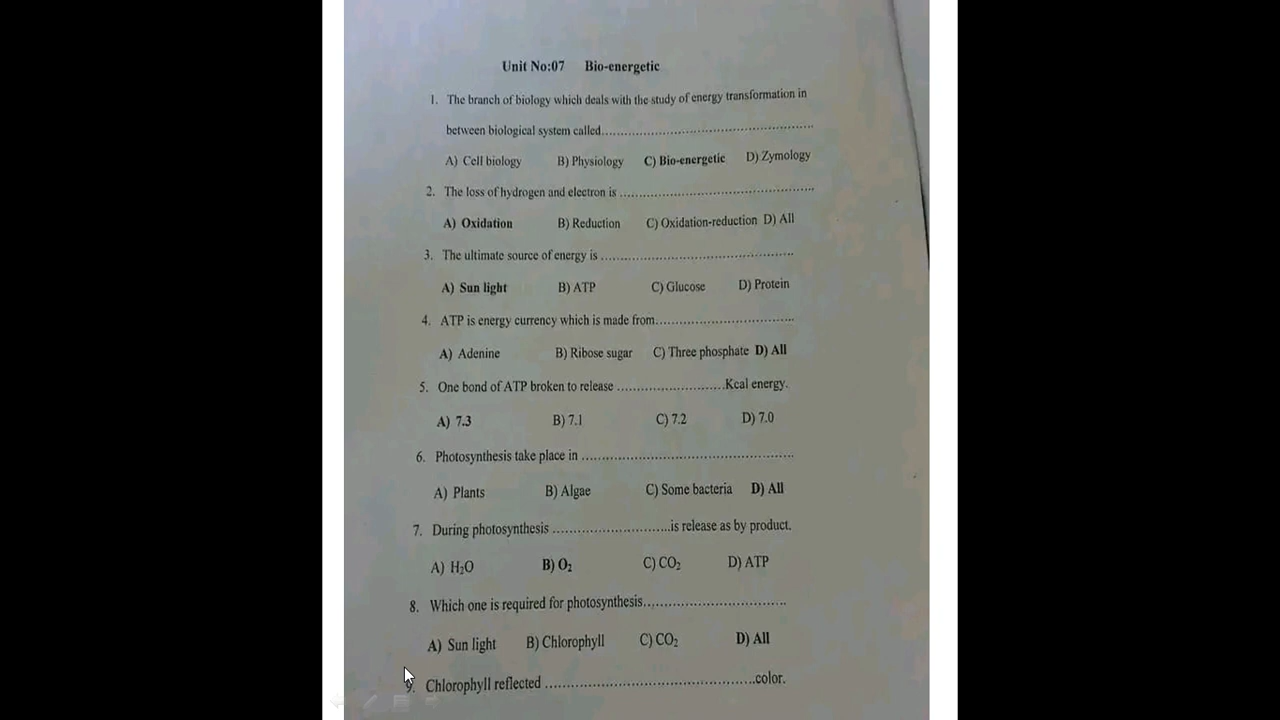 Unit No:07 Bio-energetic
1. The branch of biology which deals with the study of energy transformation in
between biological system called……………………………………………
A) Cell biology B) Physiology C) Bio-energetic D) Zymology
2. The loss of hydrogen and electron is ……………………………………………
A) Oxidation B) Reduction C) Oxidation-reduction D) All
3. The ultimate source of energy is ……………………………………………
A) Sun light B) ATP C) Glucose D) Protein
4. ATP is energy currency which is made from………………………………
A) Adenine B) Ribose sugar C) Three phosphate D) All
5. One bond of ATP broken to release ……………………….Kcal energy.
A) 7.3 B) 7.1 C) 7.2 D) 7.0
6. Photosynthesis take place in ……………………………………………
A) Plants B) Algae C) Some bacteria D) All
7. During photosynthesis ………………………..is release as by product.
A) H₂O B) O₂ C) CO₂ D) ATP
8. Which one is required for photosynthesis………………………………
A) Sun light B) Chlorophyll C) CO₂ D) All
9. Chlorophyll reflected ……………………………………………color.